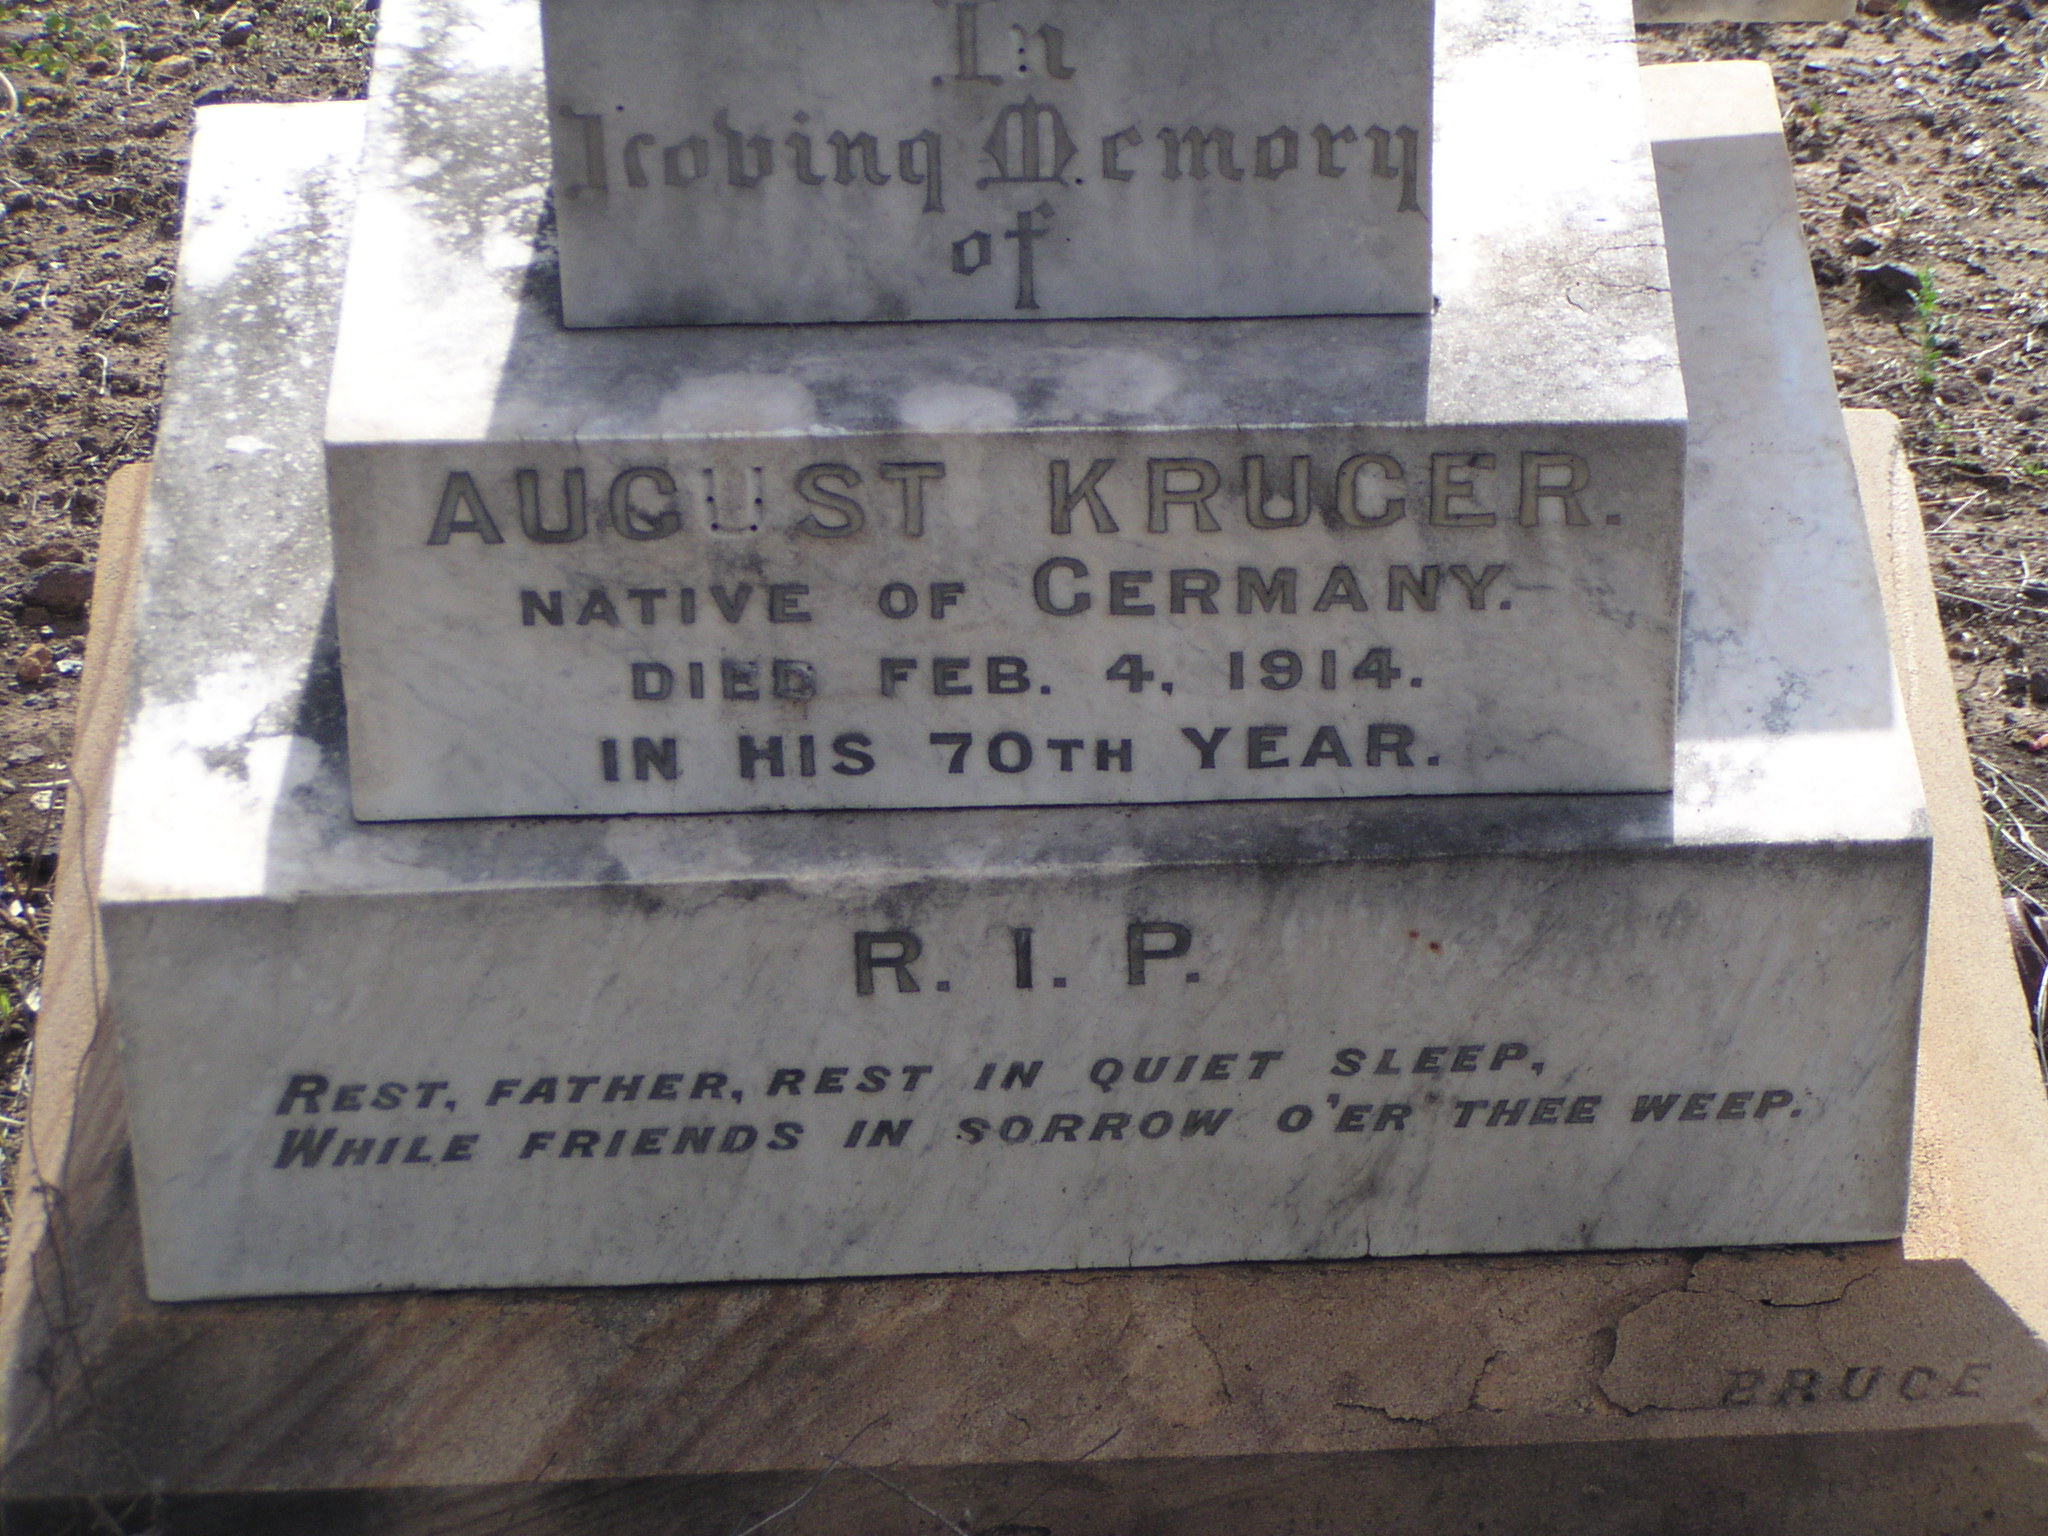 In
Loving Memory
of
AUGUST KRUGER.
NATIVE OF GERMANY.
DIED FEB. 4, 1914.
IN HIS 70TH YEAR.
R. I. P.
REST, FATHER, REST IN QUIET SLEEP,
WHILE FRIENDS IN SORROW O'ER THEE WEEP.
BRUCE